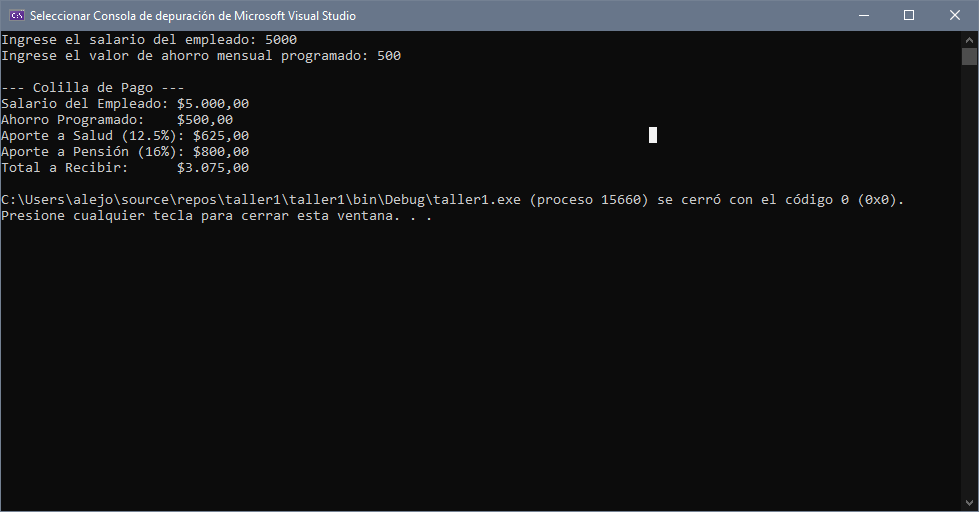 Seleccionar Consola de depuración de Microsoft Visual Studio
Ingrese el salario del empleado: 5000
Ingrese el valor de ahorro mensual programado: 500
--- Colilla de Pago ---
Salario del Empleado: $5.000,00
Ahorro Programado:    $500,00
Aporte a Salud (12.5%): $625,00
Aporte a Pensión (16%): $800,00
Total a Recibir:      $3.075,00
C:\Users\alejo\source\repos\taller1\taller1\bin\Debug\taller1.exe (proceso 15660) se cerró con el código 0 (0x0).
Presione cualquier tecla para cerrar esta ventana. . .